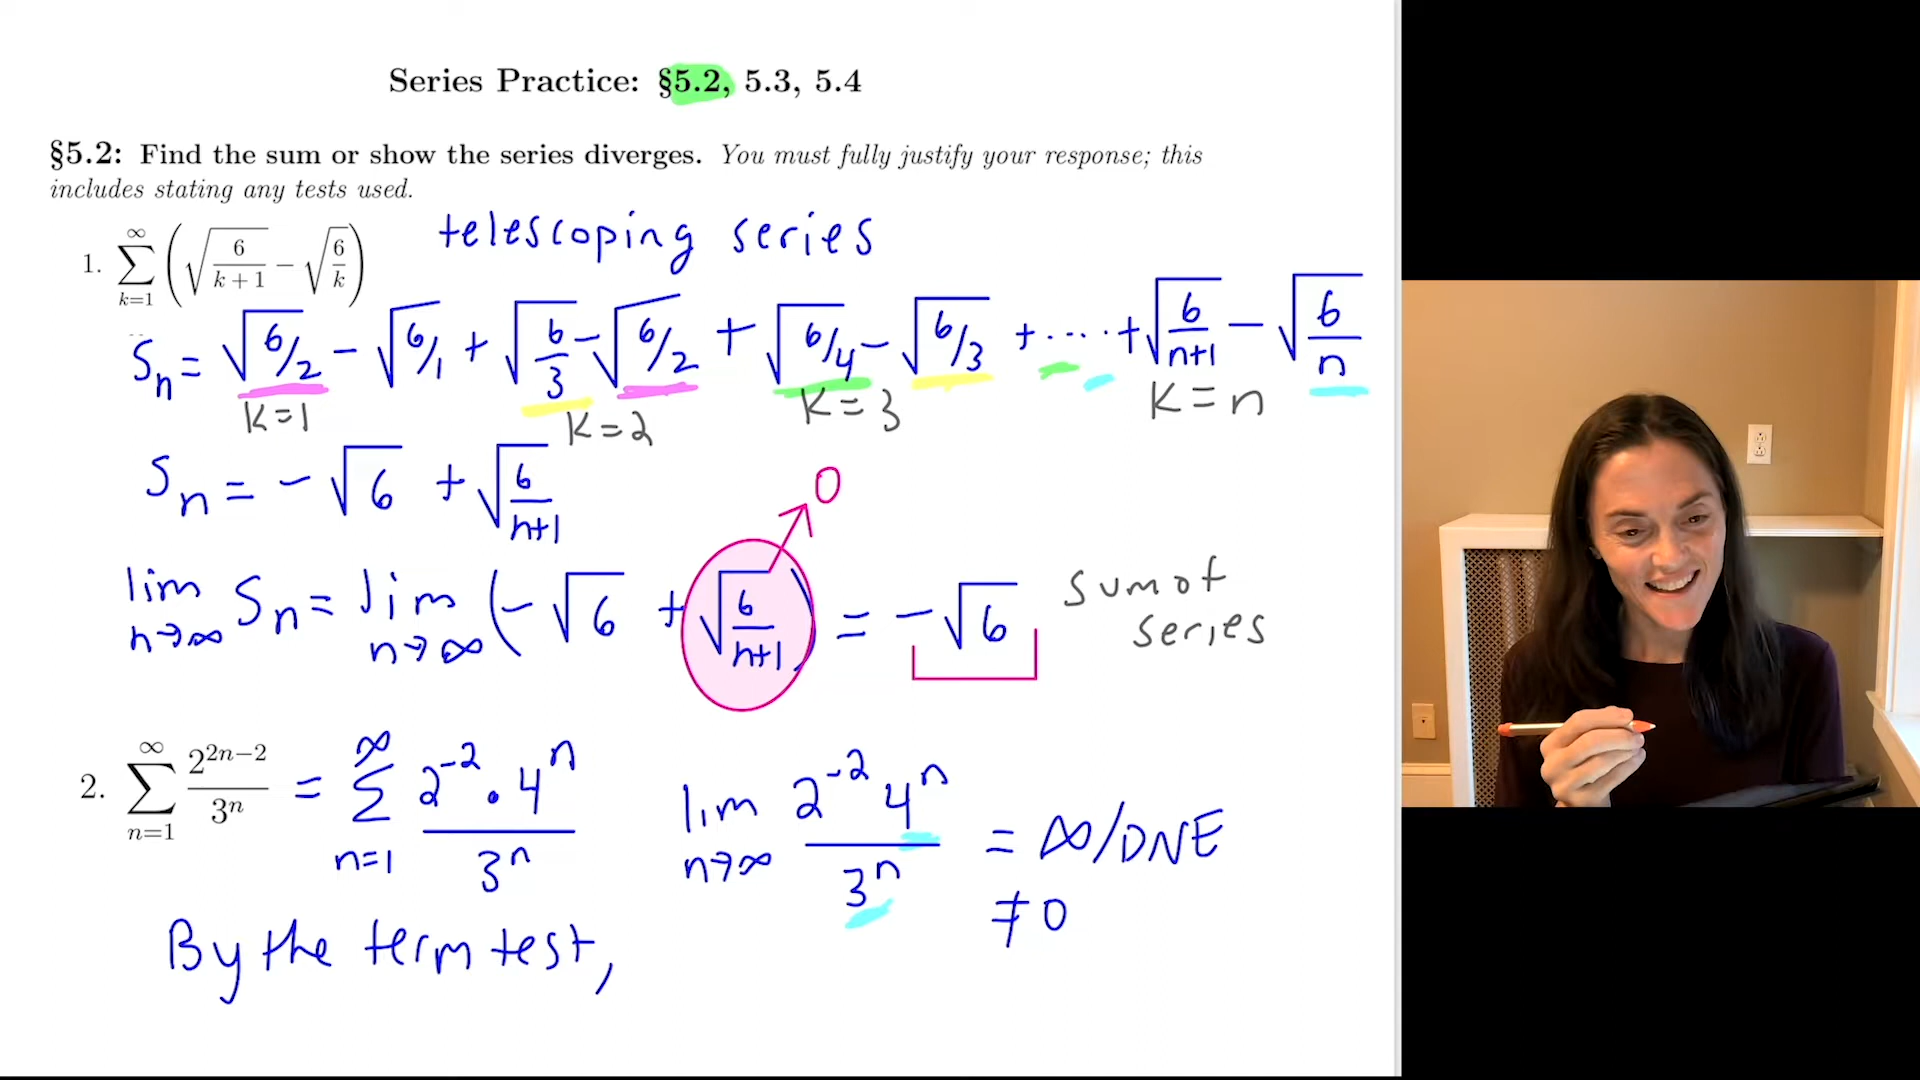 Series Practice: §5.2, 5.3, 5.4
§5.2: Find the sum or show the series diverges. You must fully justify your response; this
includes stating any tests used.
telescoping series
1. ∑_{k=1}^{∞} (√(6/(k+1)) − √(6/k))
S_n = √(6/2) − √(6/1) + √(6/3) − √(6/2) + √(6/4) − √(6/3) + ···· + √(6/(n+1)) − √(6/n)
K=1 K=2 K=3 K=n
S_n = −√6 + √(6/(n+1))
0
lim_{n→∞} S_n = lim_{n→∞} (−√6 + √(6/(n+1))) = −√6 sum of
series
2. ∑_{n=1}^{∞} 2^{2n−2}/3^n = ∑_{n=1}^{∞} 2^{-2} · 4^n / 3^n lim_{n→∞} 2^{-2} 4^n / 3^n = ∞/DNE
≠ 0
By the term test,